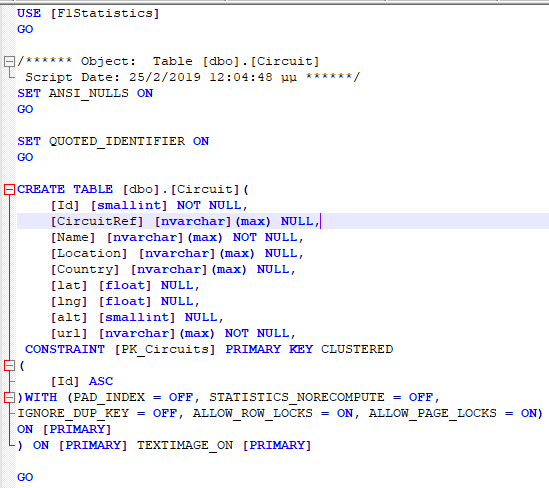 USE [F1Statistics]
GO
/****** Object:  Table [dbo].[Circuit]
 Script Date: 25/2/2019 12:04:48 μμ ******/
SET ANSI_NULLS ON
GO
SET QUOTED_IDENTIFIER ON
GO
CREATE TABLE [dbo].[Circuit](
    [Id] [smallint] NOT NULL,
    [CircuitRef] [nvarchar](max) NULL,
    [Name] [nvarchar](max) NOT NULL,
    [Location] [nvarchar](max) NULL,
    [Country] [nvarchar](max) NULL,
    [lat] [float] NULL,
    [lng] [float] NULL,
    [alt] [smallint] NULL,
    [url] [nvarchar](max) NOT NULL,
 CONSTRAINT [PK_Circuits] PRIMARY KEY CLUSTERED
(
    [Id] ASC
)WITH (PAD_INDEX = OFF, STATISTICS_NORECOMPUTE = OFF,
IGNORE_DUP_KEY = OFF, ALLOW_ROW_LOCKS = ON, ALLOW_PAGE_LOCKS = ON)
ON [PRIMARY]
) ON [PRIMARY] TEXTIMAGE_ON [PRIMARY]
GO